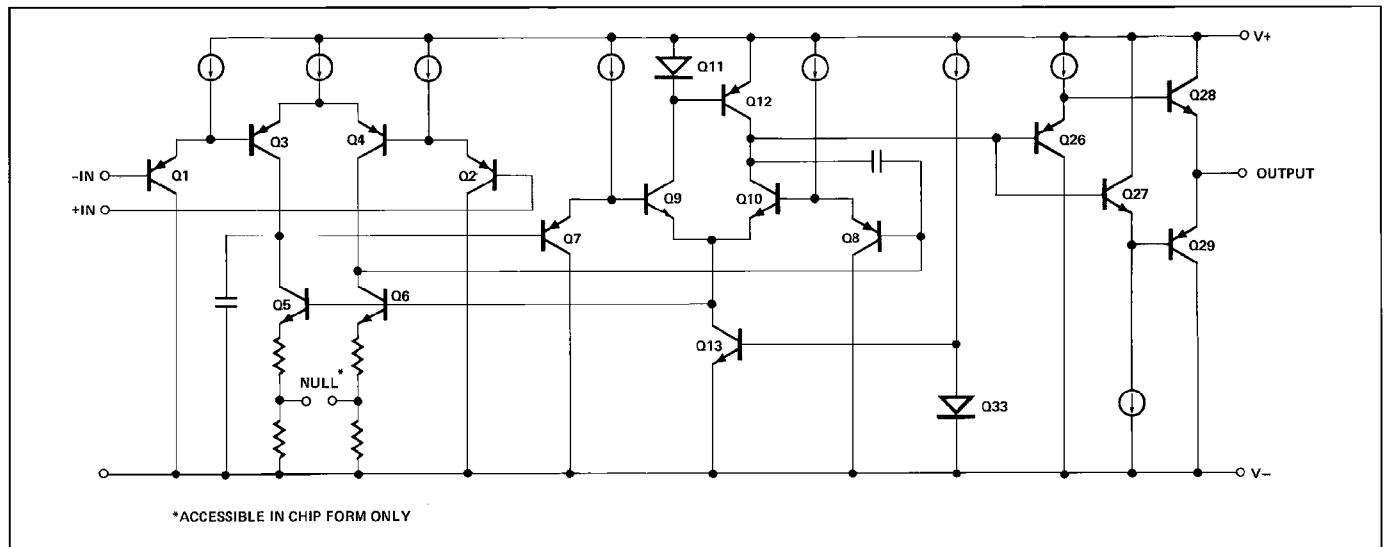 V+
Q11
Q12
Q28
Q3
Q4
Q26
-IN
Q1
Q2
OUTPUT
+IN
Q9
Q10
Q27
Q7
Q8
Q29
Q5
Q6
Q13
NULL*
Q33
V-
*ACCESSIBLE IN CHIP FORM ONLY